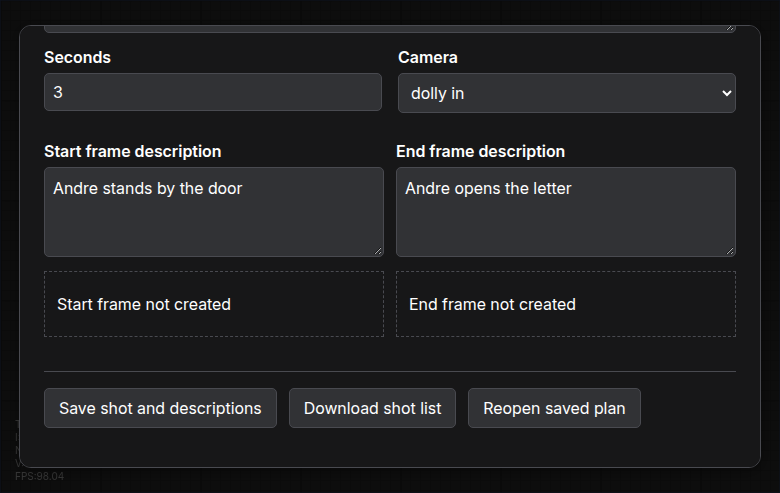 Seconds
Camera
3
dolly in
Start frame description
End frame description
Andre stands by the door
Andre opens the letter
Start frame not created
End frame not created
Save shot and descriptions
Download shot list
Reopen saved plan
FPS:98.04